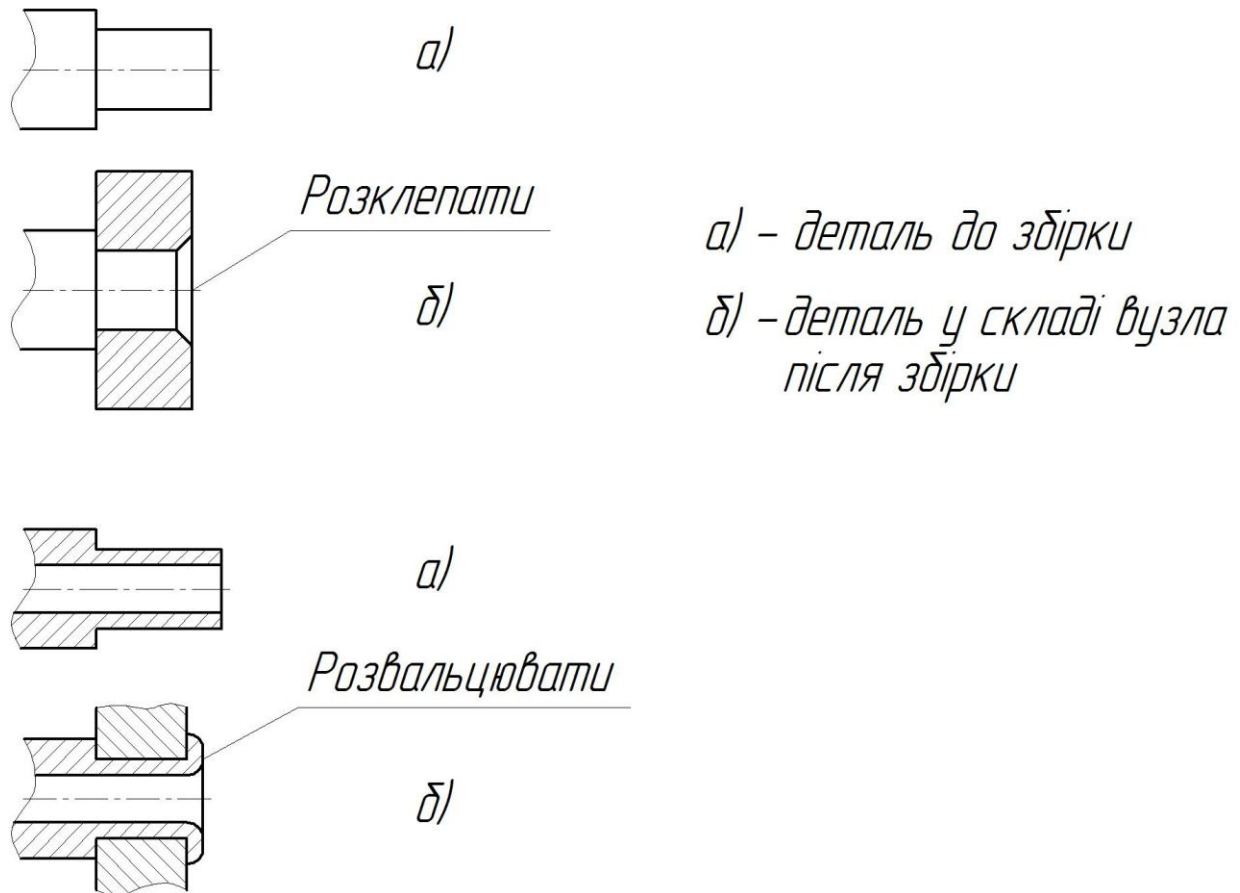 а)
Розклепати
б)
а) – деталь до збірки
б) – деталь у складі вузла
після збірки
а)
Розвальцювати
б)